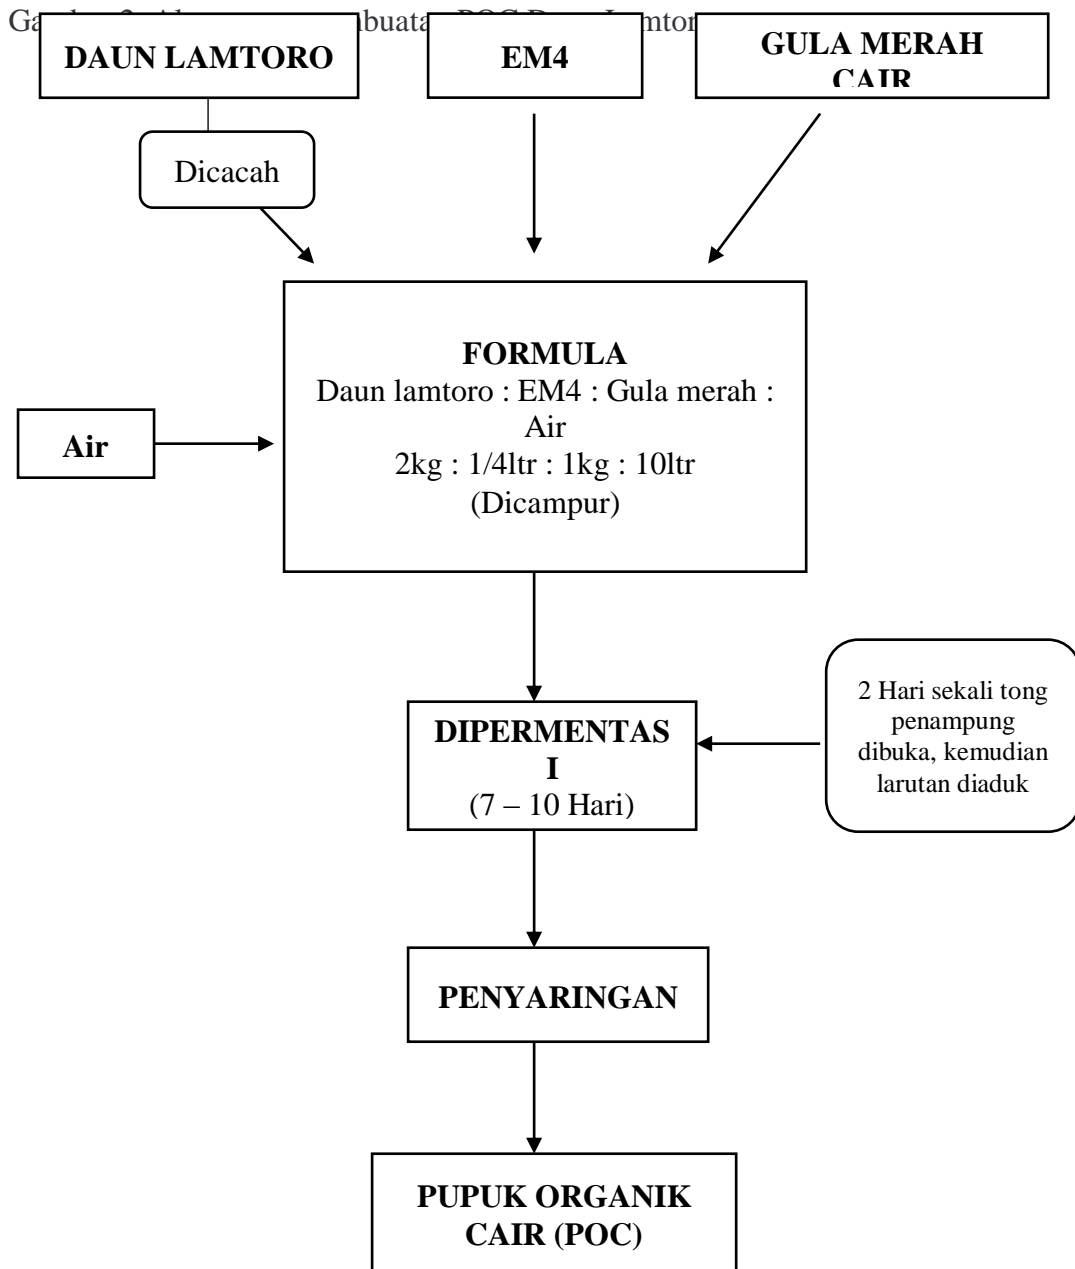 DAUN LAMTORO
EM4
GULA MERAH
CAIR
Dicacah
FORMULA
Daun lamtoro : EM4 : Gula merah :
Air
2kg : 1/4ltr : 1kg : 10ltr
(Dicampur)
Air
2 Hari sekali tong
penampung
dibuka, kemudian
larutan diaduk
DIPERMENTAS
I
(7 – 10 Hari)
PENYARINGAN
PUPUK ORGANIK
CAIR (POC)